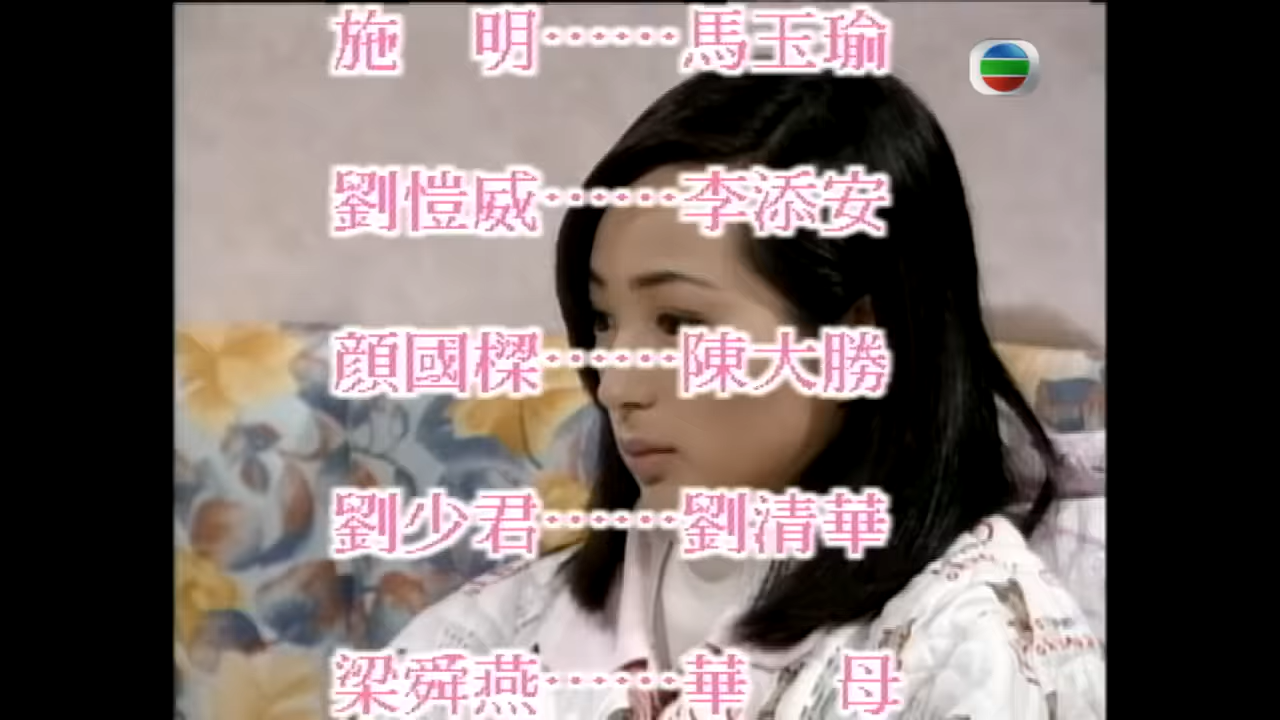 施　明⋯⋯馬玉瑜
劉愷威⋯⋯李添安
顏國樑⋯⋯陳大勝
劉少君⋯⋯劉清華
梁舜燕⋯⋯華　母